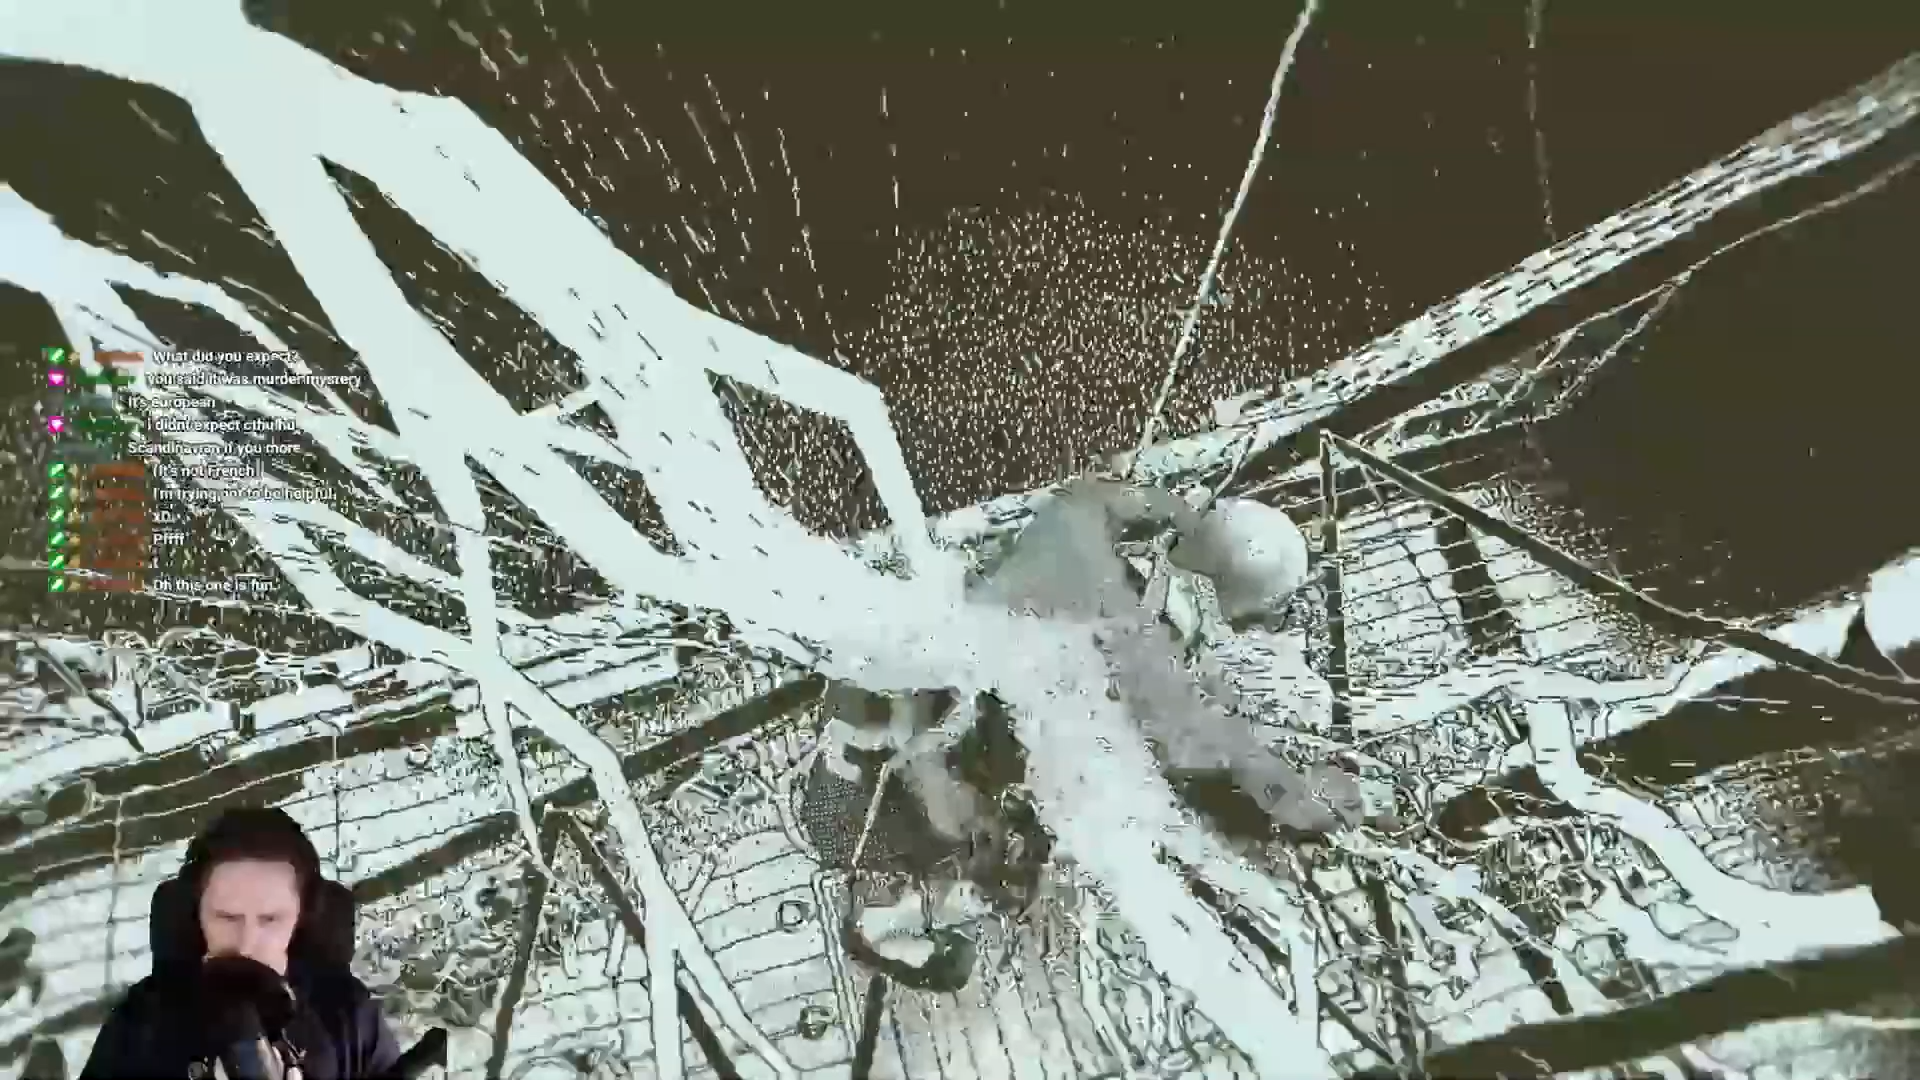 What did you expect?
you said it was murder mystery
It's european
I didnt expect cthulhu
Scandinavian if you more
(It's not French)
I'm trying not to be helpful
XD
Pffff
Oh this one is fun